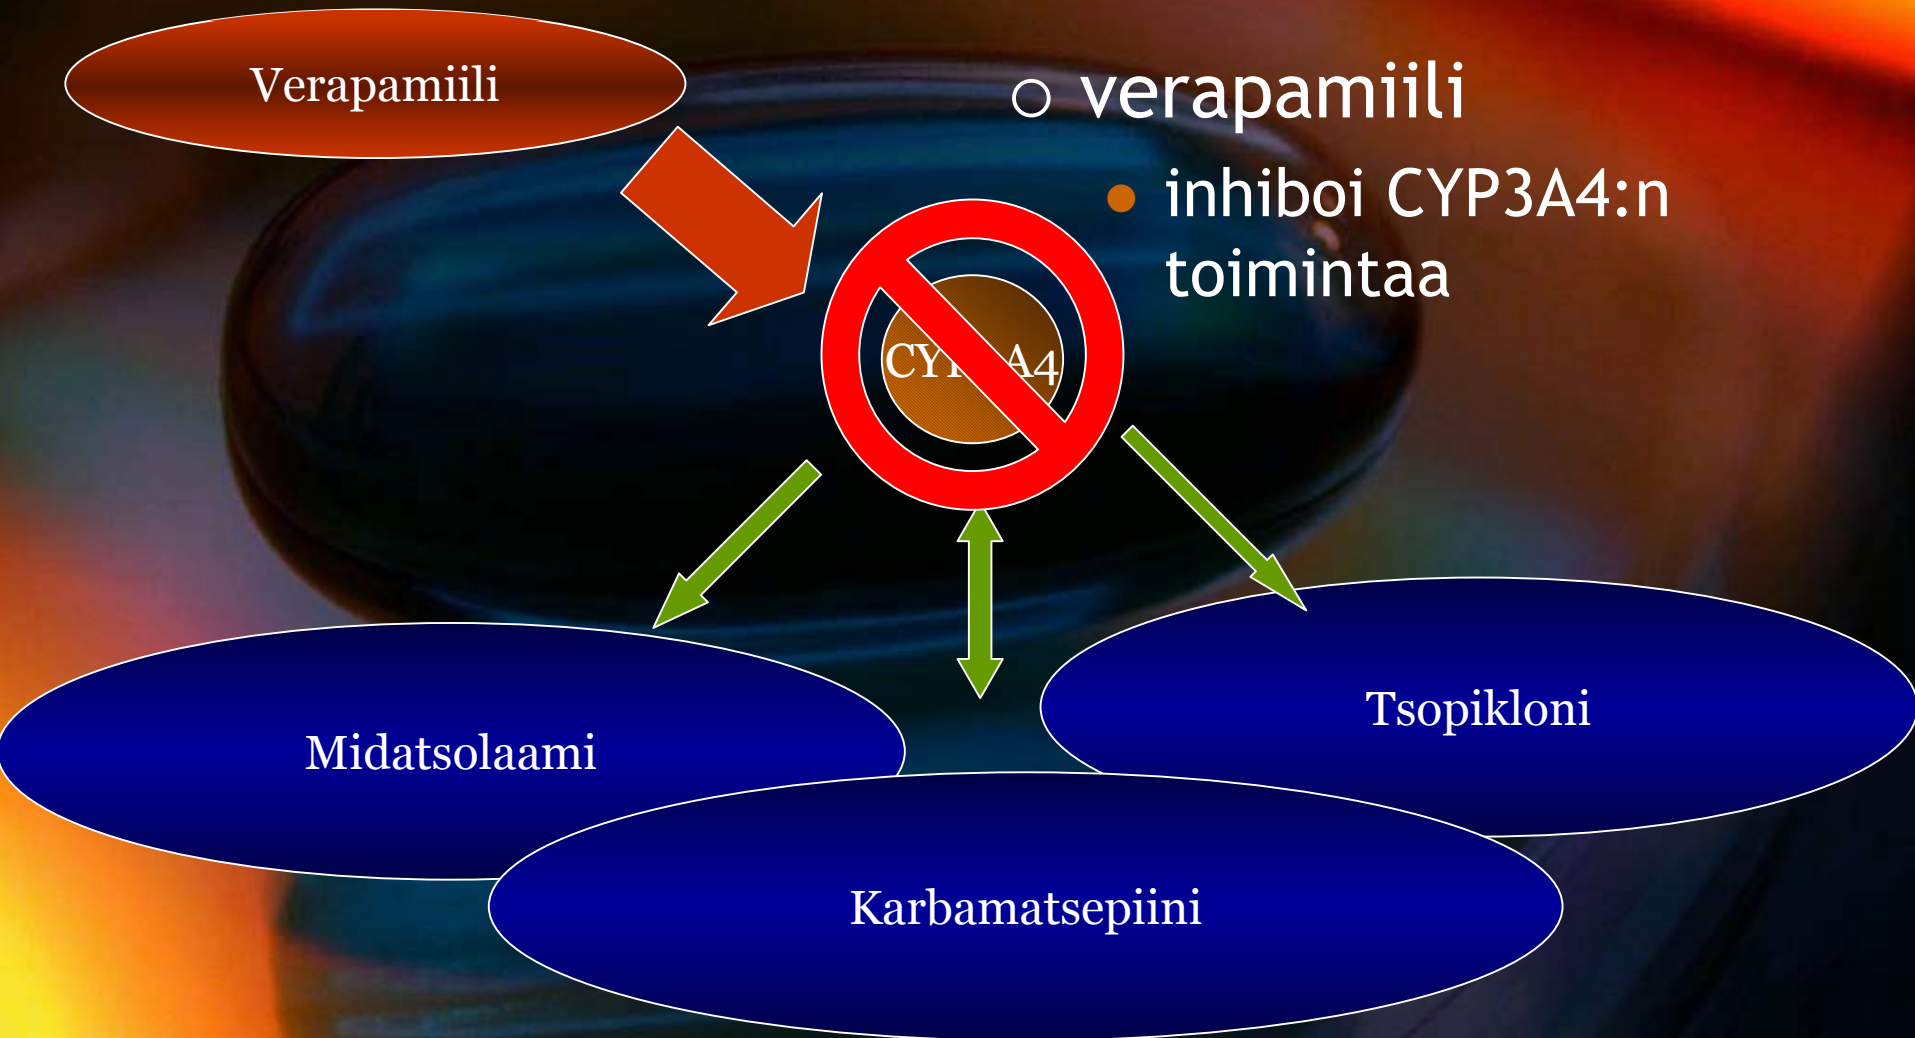 Verapamiili
verapamiili
inhiboi CYP3A4:n
toimintaa
Midatsolaami
Tsopikloni
Karbamatsepiini